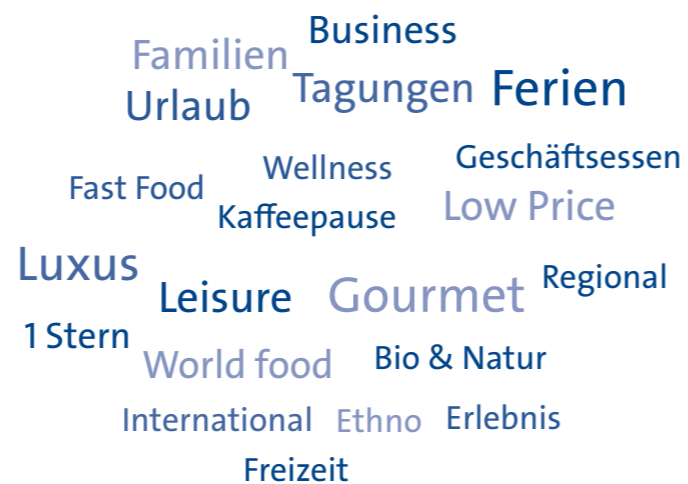 Business
Familien
Tagungen Ferien
Urlaub
Geschäftsessen
Wellness
Fast Food
Low Price
Kaffeepause
Luxus
Regional
Leisure Gourmet
1 Stern
World food Bio & Natur
International Ethno Erlebnis
Freizeit